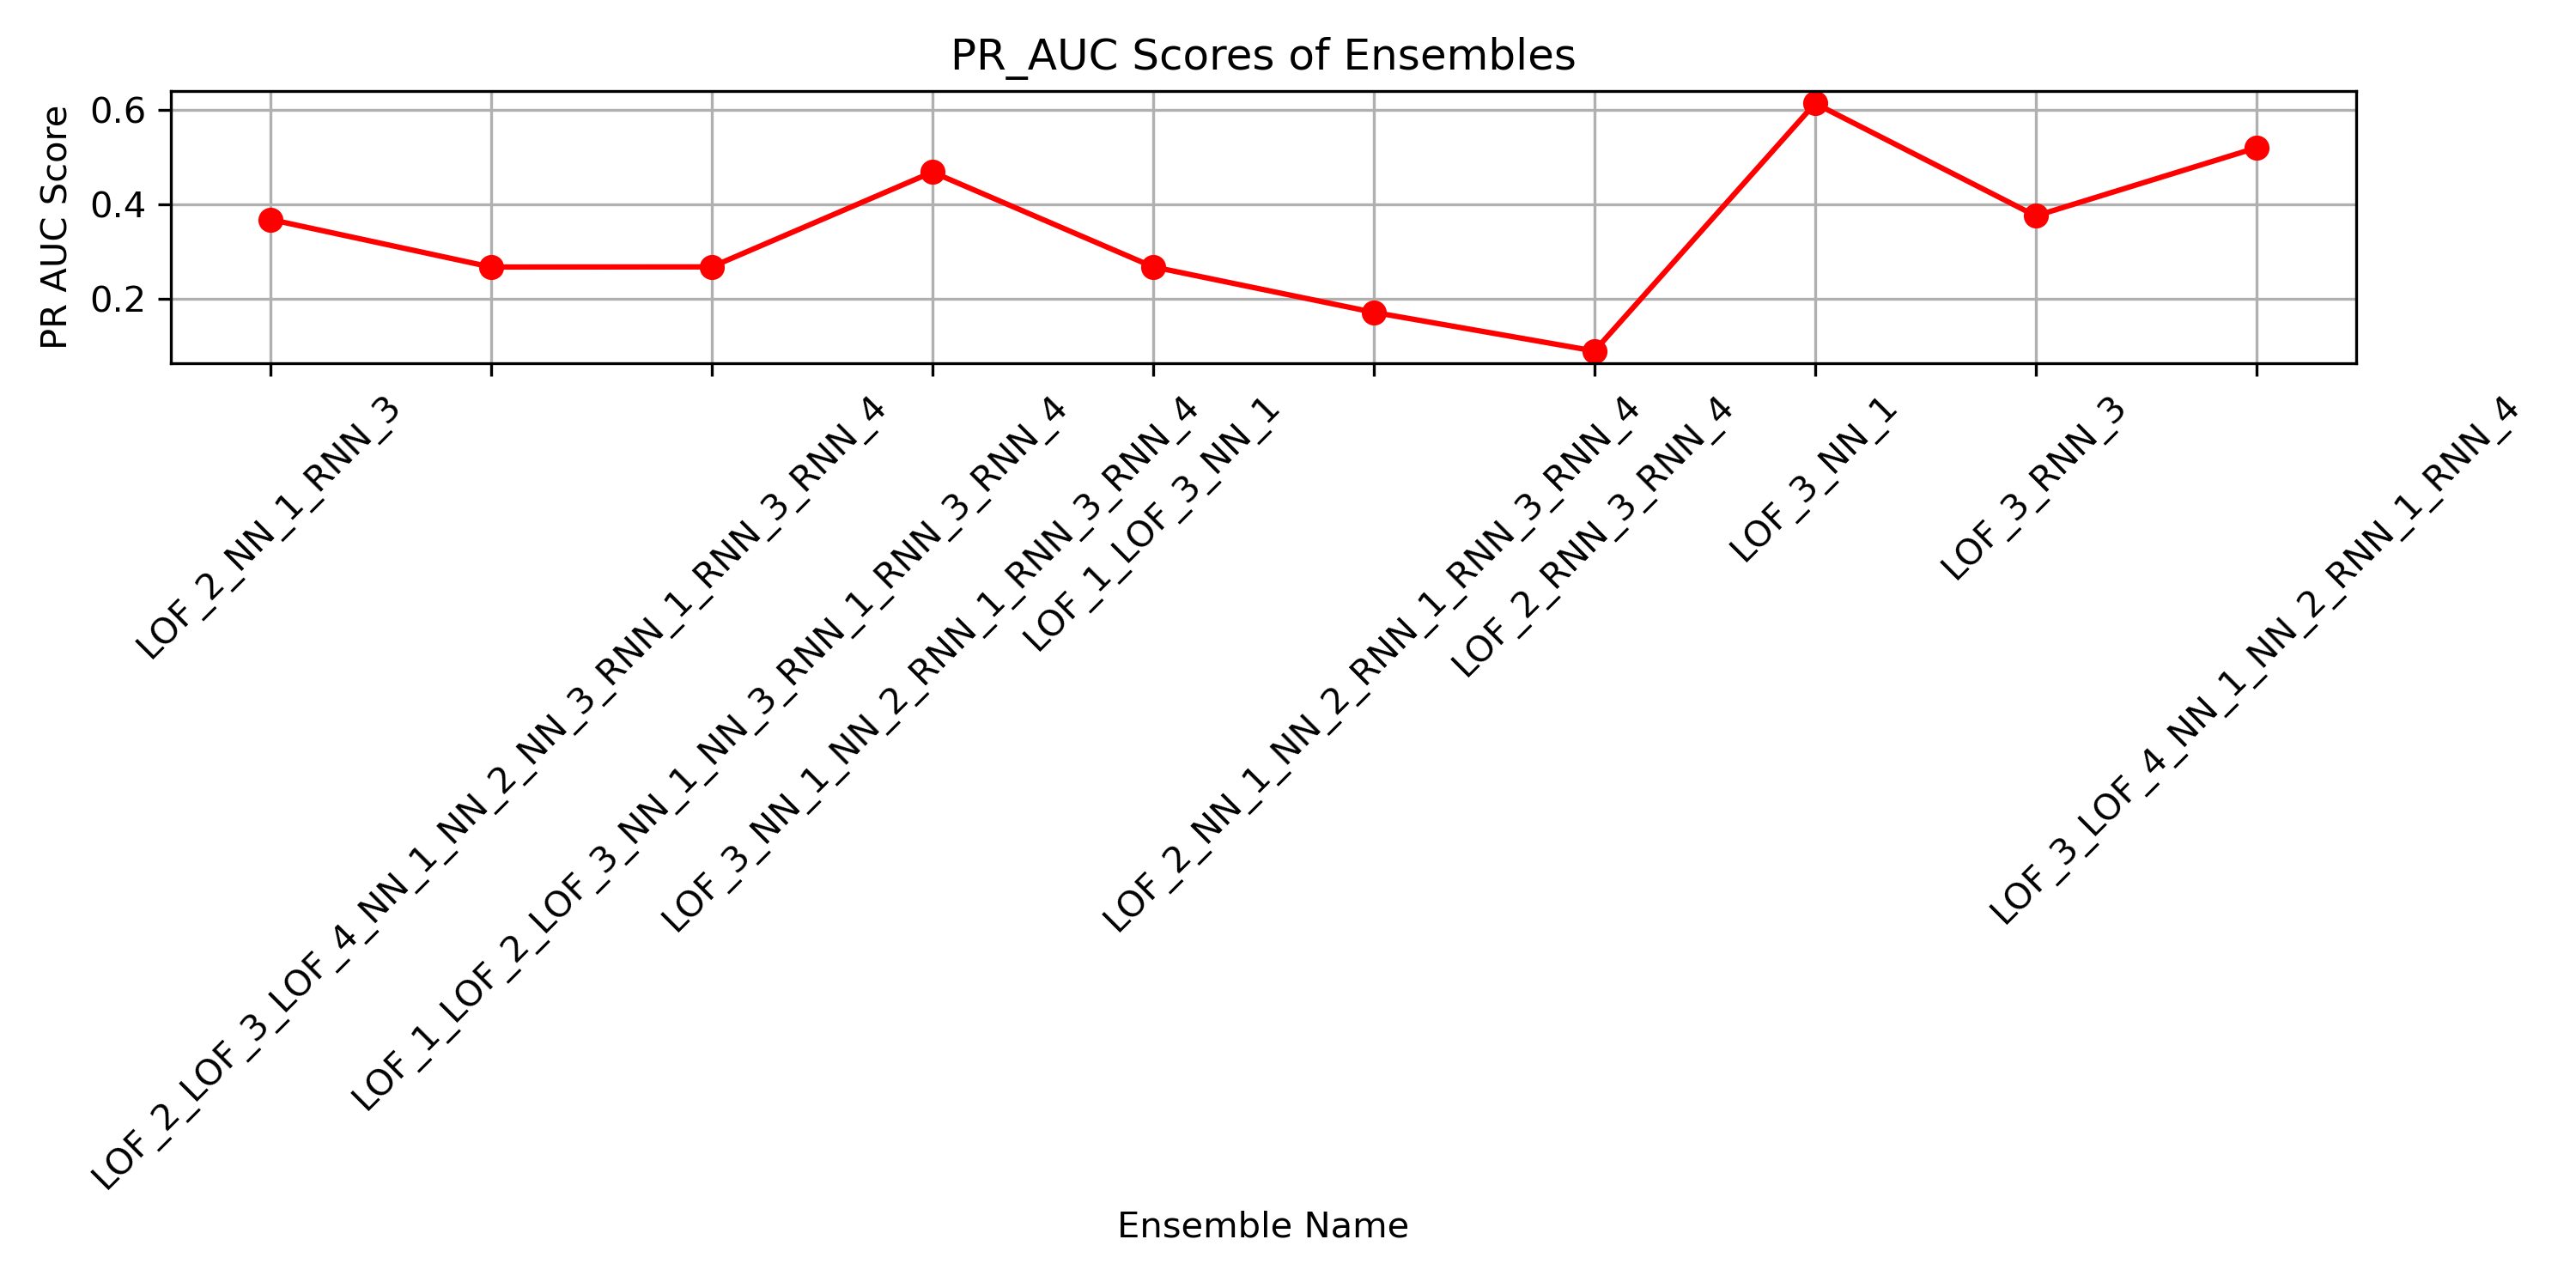 PR_AUC Scores of Ensembles
PR AUC Score
0.6
0.4
0.2
LOF_2_NN_1_RNN_3
LOF_2_LOF_3_LOF_4_NN_1_NN_2_NN_3_RNN_1_RNN_3_RNN_4
LOF_1_LOF_2_LOF_3_NN_1_NN_3_RNN_1_RNN_3_RNN_4
LOF_3_NN_1_NN_2_RNN_1_RNN_3_RNN_4
LOF_1_LOF_3_NN_1
LOF_2_NN_1_NN_2_RNN_1_RNN_3_RNN_4
LOF_2_RNN_3_RNN_4
LOF_3_NN_1
LOF_3_RNN_3
LOF_3_LOF_4_NN_1_NN_2_RNN_1_RNN_4
Ensemble Name